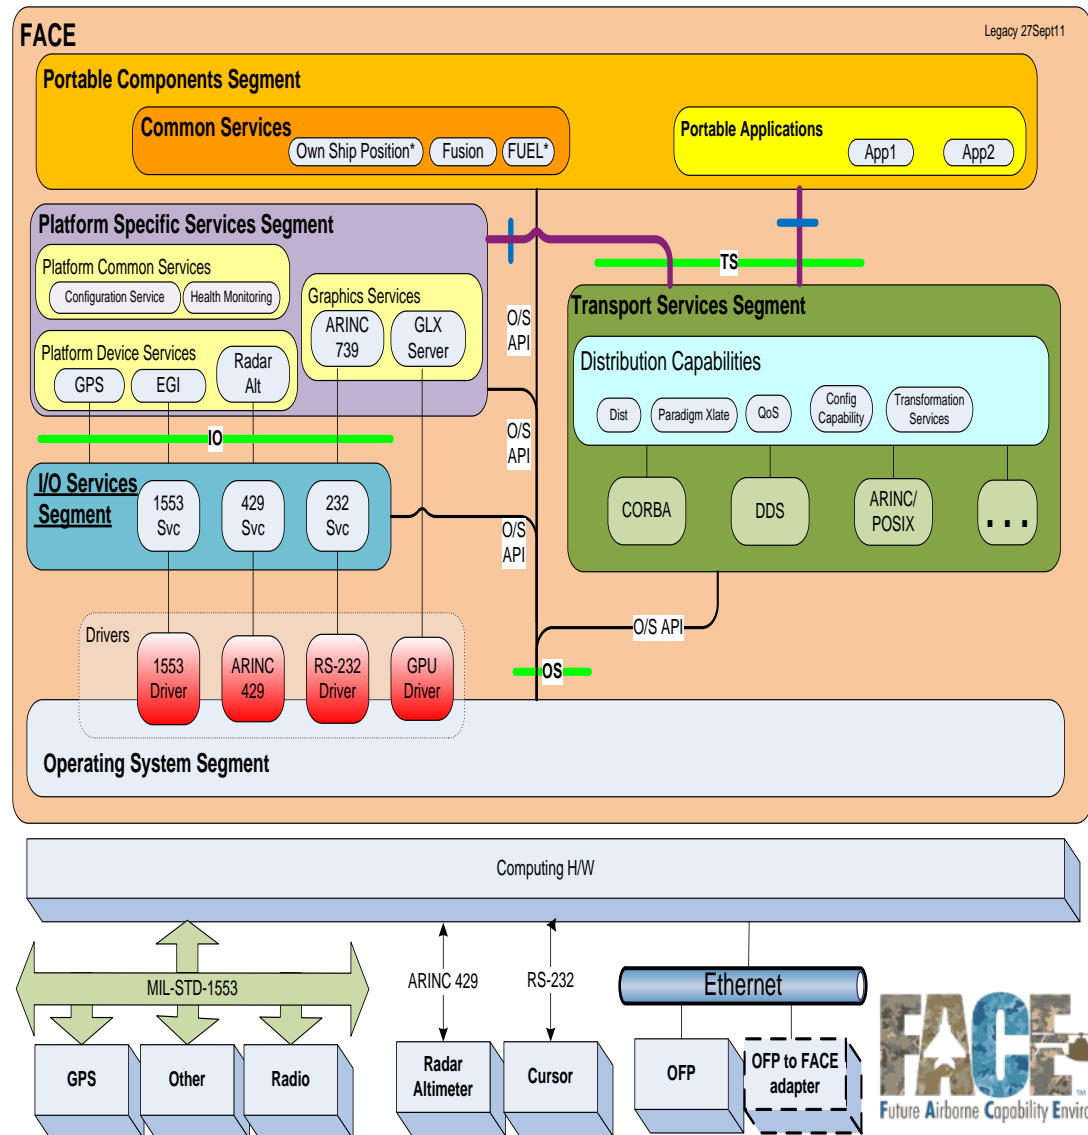 FACE
Legacy 27Sept11
Portable Components Segment
Common Services
Own Ship Position*
Fusion
FUEL*
Portable Applications
App1
App2
Platform Specific Services Segment
Platform Common Services
Configuration Service
Health Monitoring
Graphics Services
ARINC
739
GLX
Server
Platform Device Services
GPS
EGI
Radar
Alt
O/S
API
O/S
API
O/S
API
TS
Transport Services Segment
Distribution Capabilities
Dist
Paradigm Xlate
QoS
Config
Capability
Transformation
Services
CORBA
DDS
ARINC/
POSIX
...
IO
I/O Services
Segment
1553
Svc
429
Svc
232
Svc
O/S API
OS
Drivers
1553
Driver
ARINC
429
RS-232
Driver
GPU
Driver
Operating System Segment
Computing H/W
MIL-STD-1553
ARINC 429
RS-232
Ethernet
GPS
Other
Radio
Radar
Altimeter
Cursor
OFP
OFP to FACE
adapter
FACE
TM
Future Airborne Capability Enviro